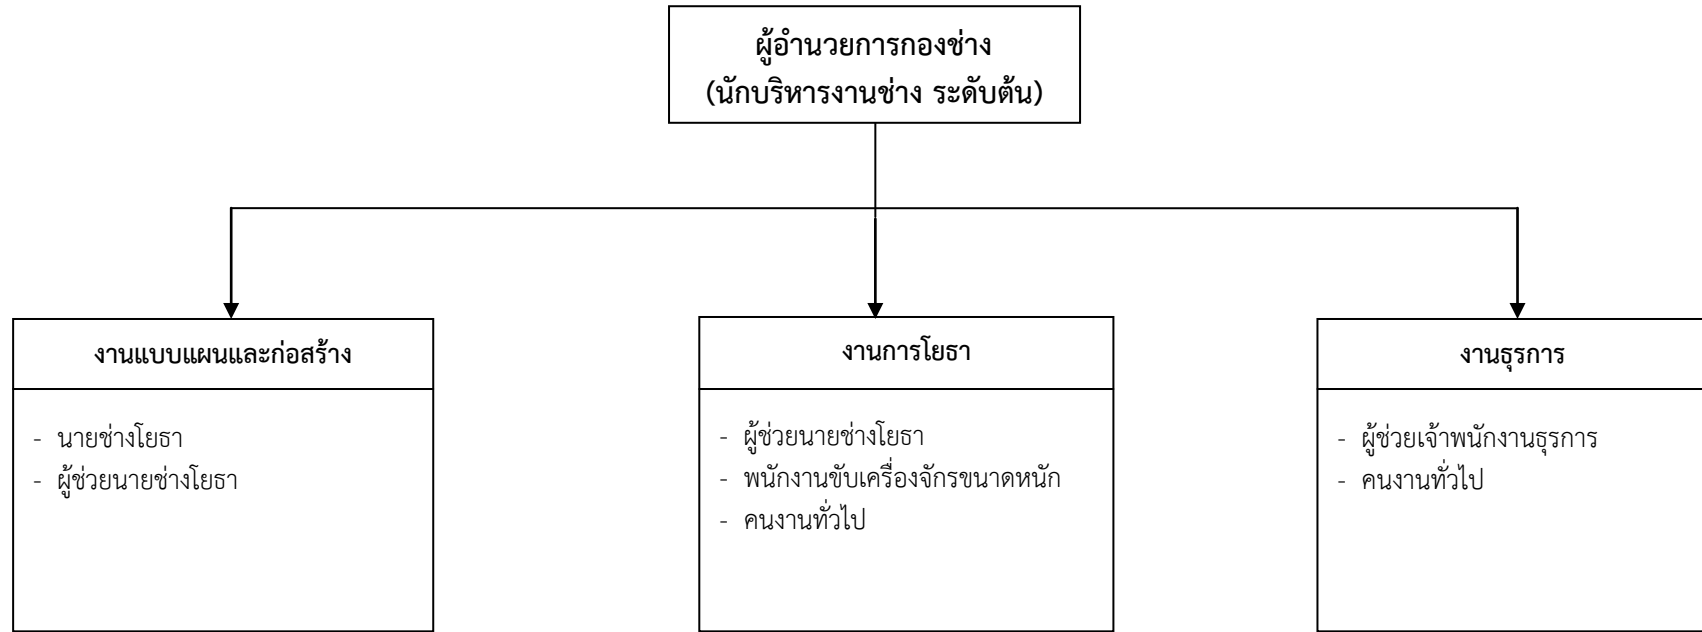 ผู้อำนวยการกองช่าง
(นักบริหารงานช่าง ระดับต้น)
งานแบบแผนและก่อสร้าง
- นายช่างโยธา
- ผู้ช่วยนายช่างโยธา
งานการโยธา
- ผู้ช่วยนายช่างโยธา
- พนักงานขับเครื่องจักรขนาดหนัก
- คนงานทั่วไป
งานธุรการ
- ผู้ช่วยเจ้าพนักงานธุรการ
- คนงานทั่วไป